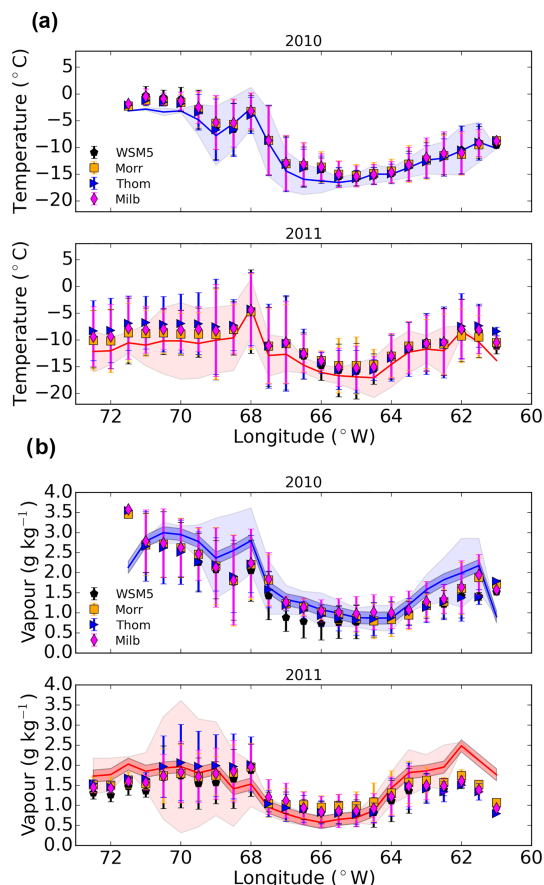 (a)
2010
Temperature (°C)
5
0
−5
−10
−15
−20
WSM5
Morr
Thom
Milb
2011
Temperature (°C)
5
0
−5
−10
−15
−20
72 70 68 66 64 62 60
Longitude (°W)
(b)
2010
Vapour (g kg⁻¹)
4.0
3.5
3.0
2.5
2.0
1.5
1.0
0.5
0.0
WSM5
Morr
Thom
Milb
2011
Vapour (g kg⁻¹)
4.0
3.5
3.0
2.5
2.0
1.5
1.0
0.5
0.0
72 70 68 66 64 62 60
Longitude (°W)